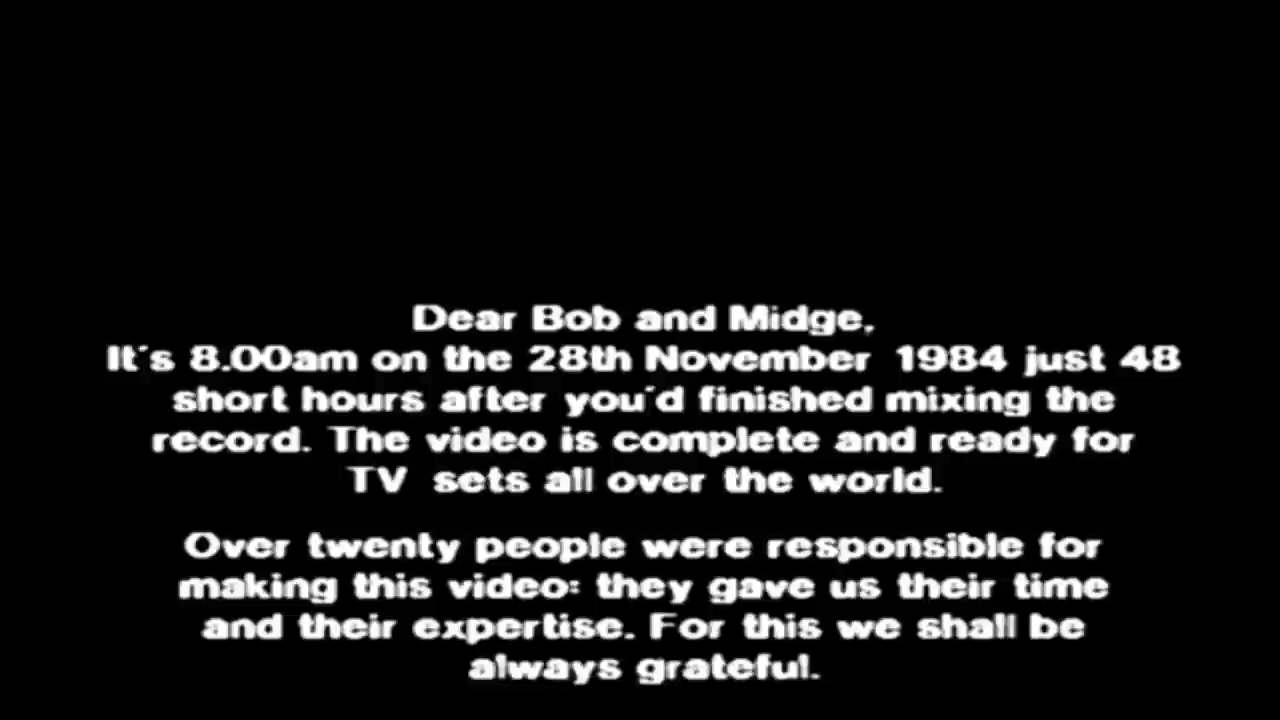 Dear Bob and Midge,
It's 8.00am on the 28th November 1984 just 48
short hours after you'd finished mixing the
record. The video is complete and ready for
TV sets all over the world.
Over twenty people were responsible for
making this video: they gave us their time
and their expertise. For this we shall be
always grateful.